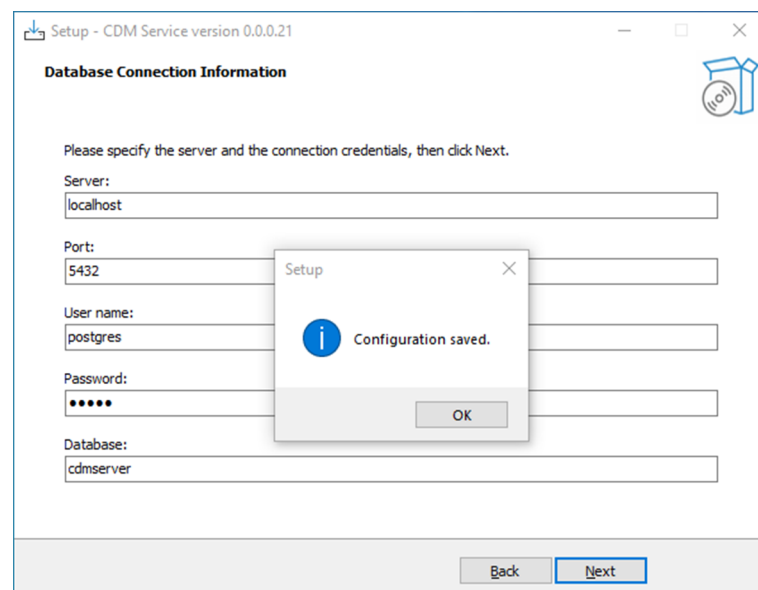 Setup - CDM Service version 0.0.0.21
Database Connection Information
Please specify the server and the connection credentials, then click Next.
Server:
localhost
Port:
5432
Setup
User name:
postgres
Configuration saved.
Password:
•••••
OK
Database:
cdmserver
Back
Next